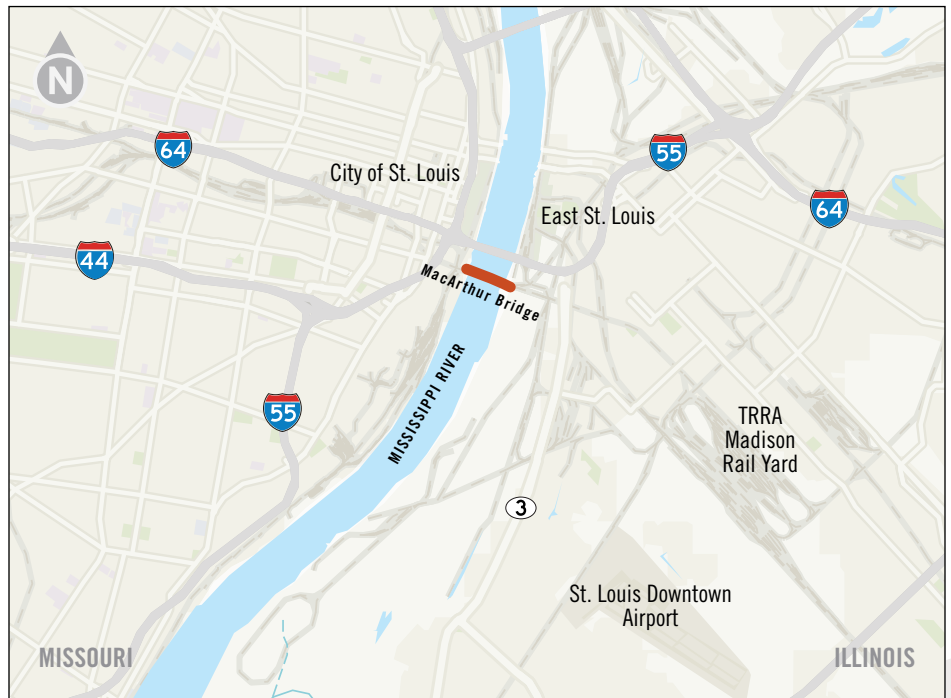 N
64
City of St. Louis
55
East St. Louis
64
44
MacArthur Bridge
MISSISSIPPI RIVER
55
TRRA
Madison
Rail Yard
3
St. Louis Downtown
Airport
MISSOURI
ILLINOIS